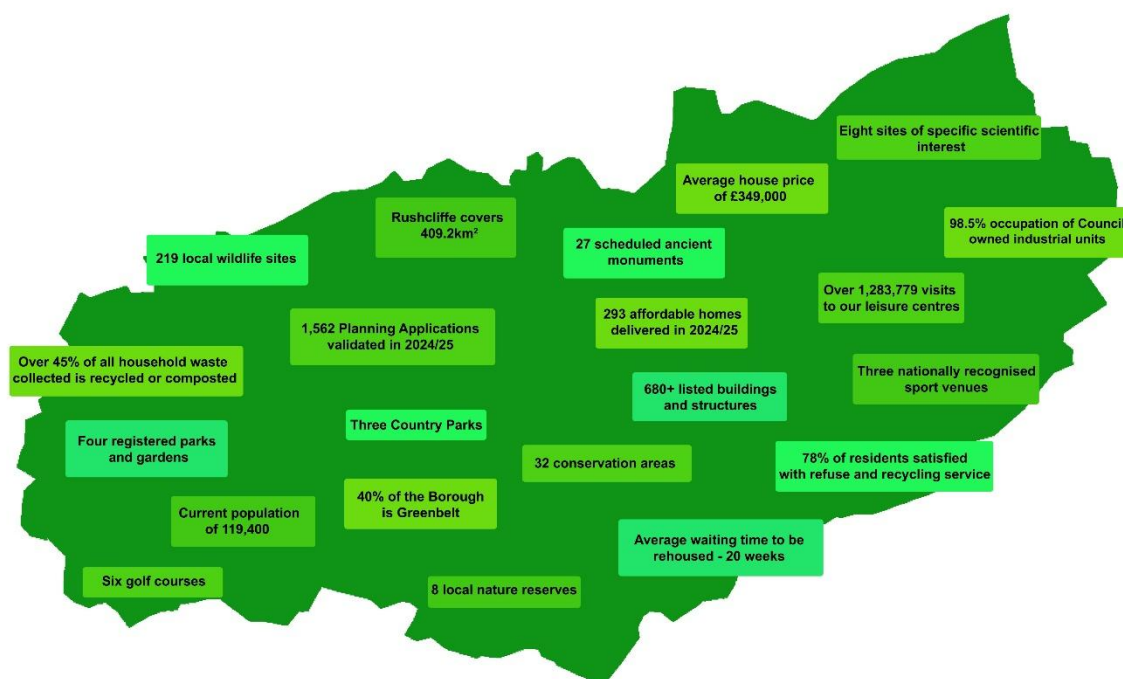 Eight sites of specific scientific
interest
Average house price
of £349,000
Rushcliffe covers
409.2km²
98.5% occupation of Council
owned industrial units
27 scheduled ancient
monuments
219 local wildlife sites
Over 1,283,779 visits
to our leisure centres
293 affordable homes
delivered in 2024/25
1,562 Planning Applications
validated in 2024/25
Over 45% of all household waste
collected is recycled or composted
Three nationally recognised
sport venues
680+ listed buildings
and structures
Three Country Parks
Four registered parks
and gardens
32 conservation areas
78% of residents satisfied
with refuse and recycling service
40% of the Borough
is Greenbelt
Current population
of 119,400
Average waiting time to be
rehoused - 20 weeks
Six golf courses
8 local nature reserves